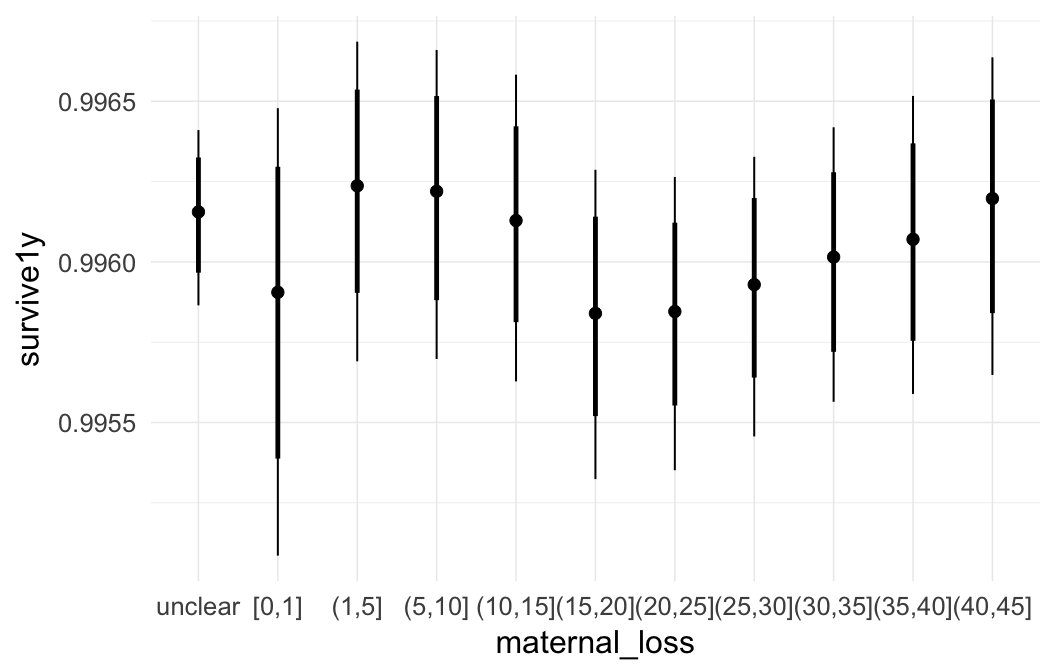 survive1y
0.9965
0.9960
0.9955
unclear [0,1] (1,5] (5,10] (10,15] (15,20] (20,25] (25,30] (30,35] (35,40] (40,45]
maternal_loss